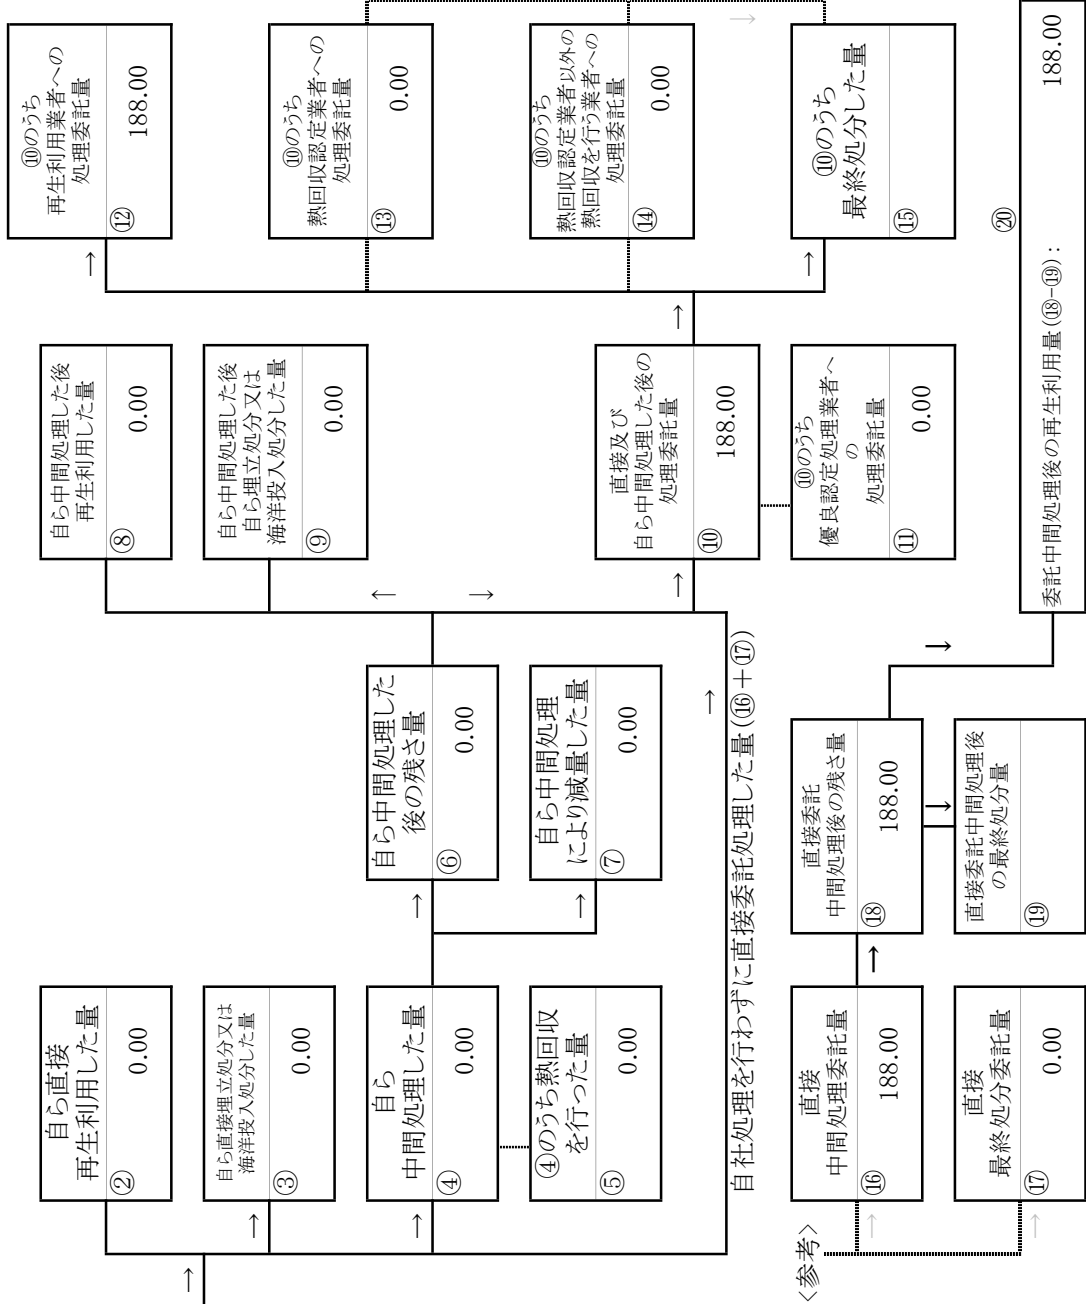 自ら直接
再生利用した量
② 0.00
自ら直接埋立処分又は
海洋投入処分した量
③ 0.00
自ら
中間処理した量
④ 0.00
④のうち熱回収
を行った量
⑤ 0.00
自ら中間処理した
後の残さ量
⑥ 0.00
自ら中間処理
により減量した量
⑦ 0.00
自ら中間処理した後
再生利用した量
⑧ 0.00
自ら中間処理した後
自ら埋立処分又は
海洋投入処分した量
⑨ 0.00
直接及び
自ら中間処理した後の
処理委託量
⑩ 188.00
⑩のうち
優良認定処理業者へ
の
処理委託量
⑪ 0.00
⑩のうち
再生利用業者への
処理委託量
⑫ 188.00
⑩のうち
熱回収認定業者への
処理委託量
⑬ 0.00
⑩のうち
熱回収認定業者以外の
熱回収を行う業者への
処理委託量
⑭ 0.00
⑩のうち
最終処分した量
⑮
自社処理を行わずに直接委託処理した量(⑯+⑰)
<参考>
直接
中間処理委託量
⑯ 188.00
直接
最終処分委託量
⑰ 0.00
直接委託
中間処理後の残さ量
⑱ 188.00
直接委託中間処理後
の最終処分量
⑲
⑳
委託中間処理後の再生利用量(⑱-⑲): 188.00